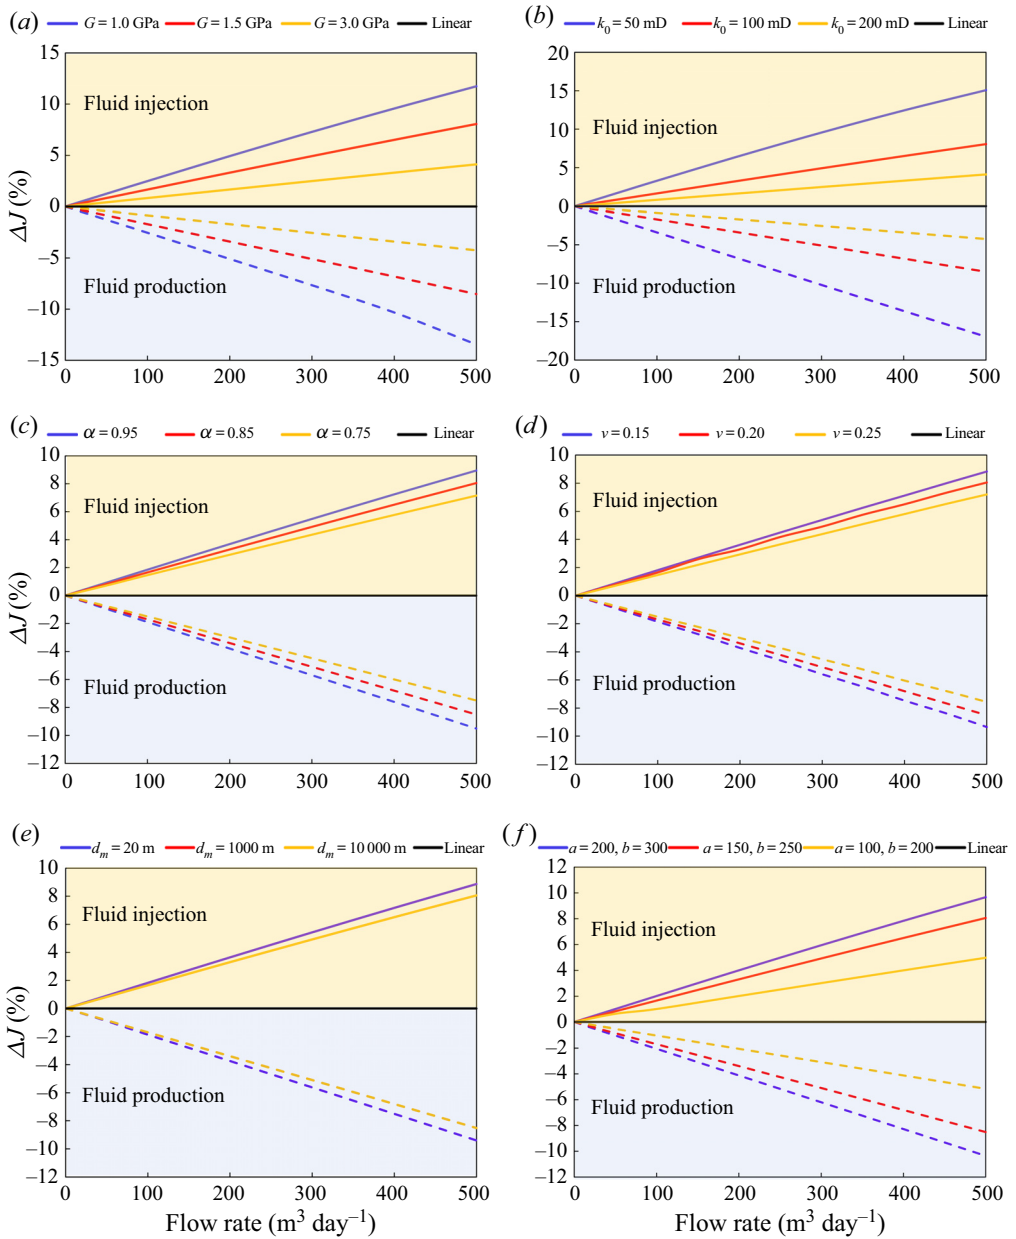 (a) G = 1.0 GPa G = 1.5 GPa G = 3.0 GPa Linear
15
10
5
0
−5
−10
−15
ΔJ (%)
Fluid injection
Fluid production
0 100 200 300 400 500
(b) k0 = 50 mD k0 = 100 mD k0 = 200 mD Linear
20
15
10
5
0
−5
−10
−15
−20
Fluid injection
Fluid production
0 100 200 300 400 500
(c) α = 0.95 α = 0.85 α = 0.75 Linear
10
8
6
4
2
0
−2
−4
−6
−8
−10
−12
ΔJ (%)
Fluid injection
Fluid production
0 100 200 300 400 500
(d) v = 0.15 v = 0.20 v = 0.25 Linear
10
8
6
4
2
0
−2
−4
−6
−8
−10
−12
Fluid injection
Fluid production
0 100 200 300 400 500
(e) dm = 20 m dm = 1000 m dm = 10 000 m Linear
10
8
6
4
2
0
−2
−4
−6
−8
−10
−12
ΔJ (%)
Fluid injection
Fluid production
0 100 200 300 400 500
Flow rate (m³ day⁻¹)
(f) a = 200, b = 300 a = 150, b = 250 a = 100, b = 200 Linear
12
10
8
6
4
2
0
−2
−4
−6
−8
−10
−12
Fluid injection
Fluid production
0 100 200 300 400 500
Flow rate (m³ day⁻¹)